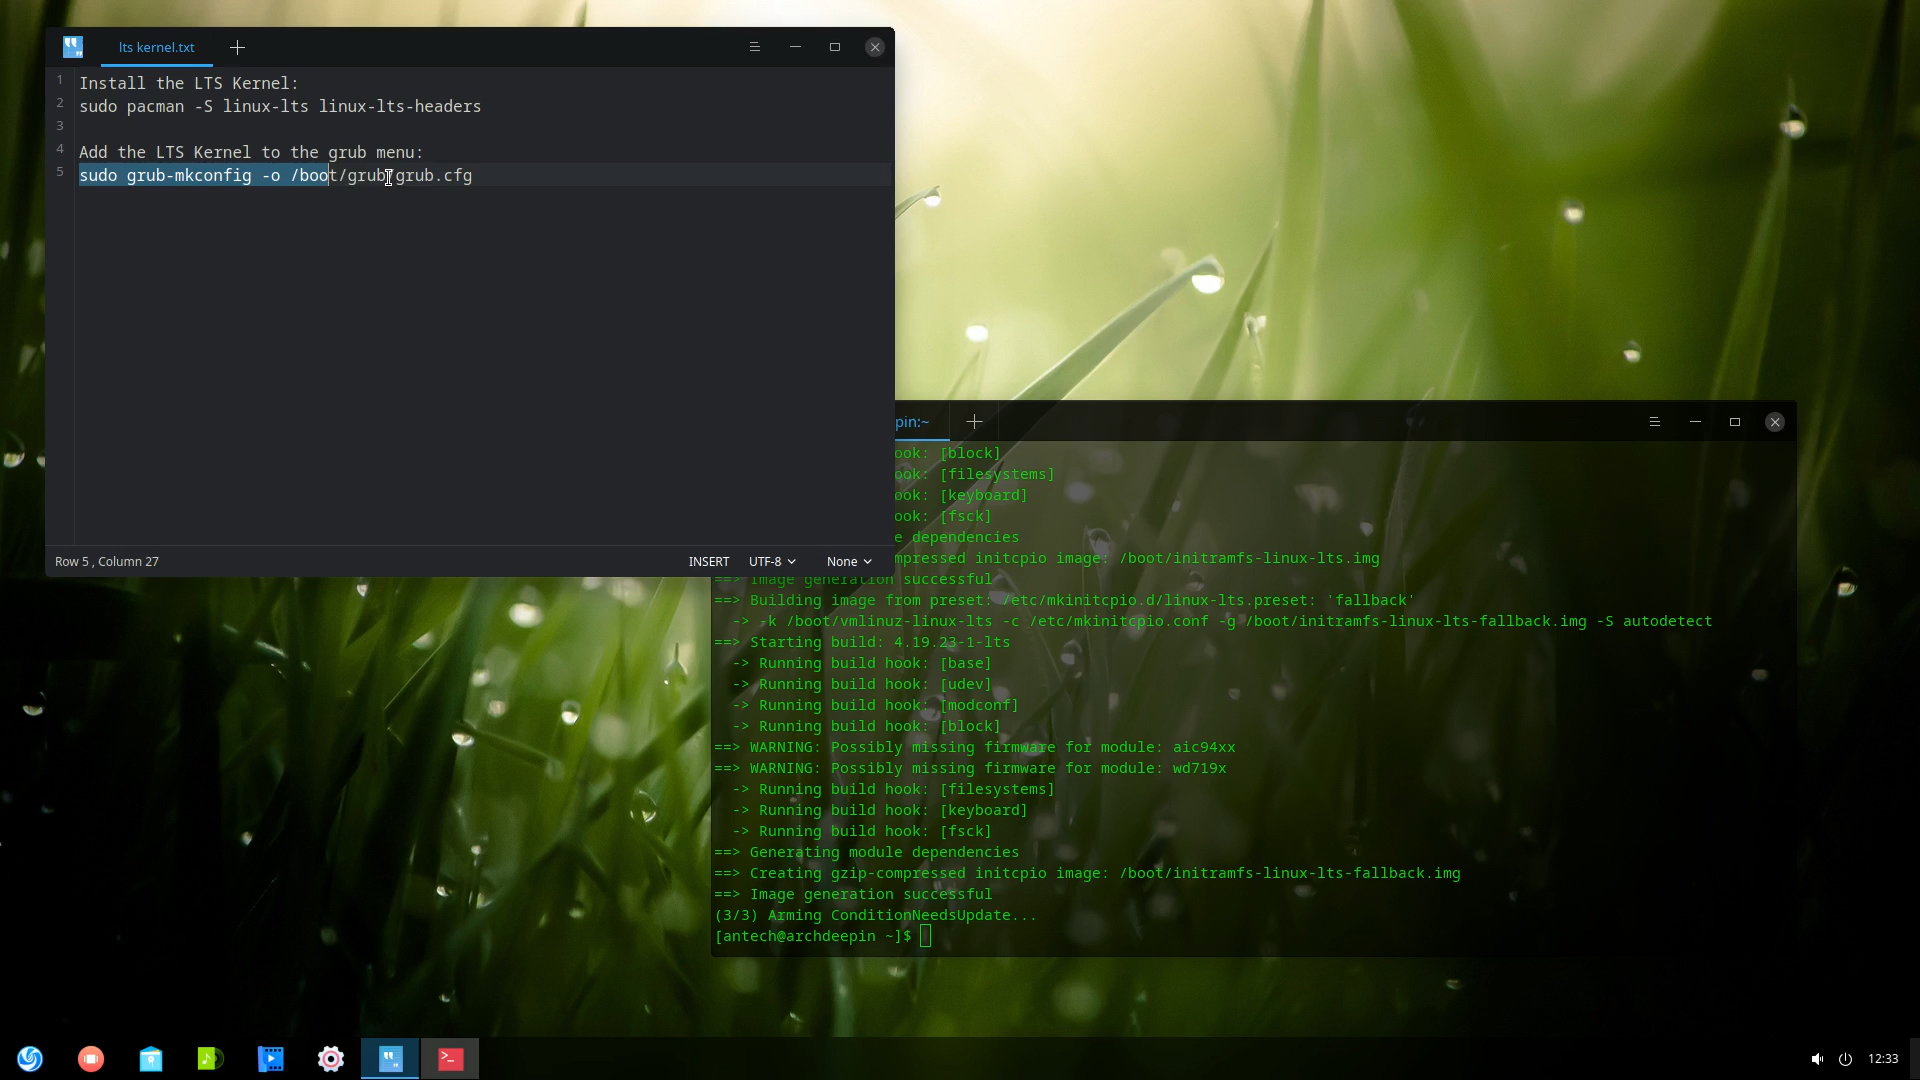 lts kernel.txt
1 Install the LTS Kernel:
2 sudo pacman -S linux-lts linux-lts-headers
3
4 Add the LTS Kernel to the grub menu:
5 sudo grub-mkconfig -o /boot/grub/grub.cfg
Row 5 , Column 27
INSERT UTF-8 None
pin:~
ook: [block]
ook: [filesystems]
ook: [keyboard]
ook: [fsck]
e dependencies
mpressed initcpio image: /boot/initramfs-linux-lts.img
==> Image generation successful
==> Building image from preset: /etc/mkinitcpio.d/linux-lts.preset: 'fallback'
-> -k /boot/vmlinuz-linux-lts -c /etc/mkinitcpio.conf -g /boot/initramfs-linux-lts-fallback.img -S autodetect
==> Starting build: 4.19.23-1-lts
-> Running build hook: [base]
-> Running build hook: [udev]
-> Running build hook: [modconf]
-> Running build hook: [block]
==> WARNING: Possibly missing firmware for module: aic94xx
==> WARNING: Possibly missing firmware for module: wd719x
-> Running build hook: [filesystems]
-> Running build hook: [keyboard]
-> Running build hook: [fsck]
==> Generating module dependencies
==> Creating gzip-compressed initcpio image: /boot/initramfs-linux-lts-fallback.img
==> Image generation successful
(3/3) Arming ConditionNeedsUpdate...
[antech@archdeepin ~]$
12:33